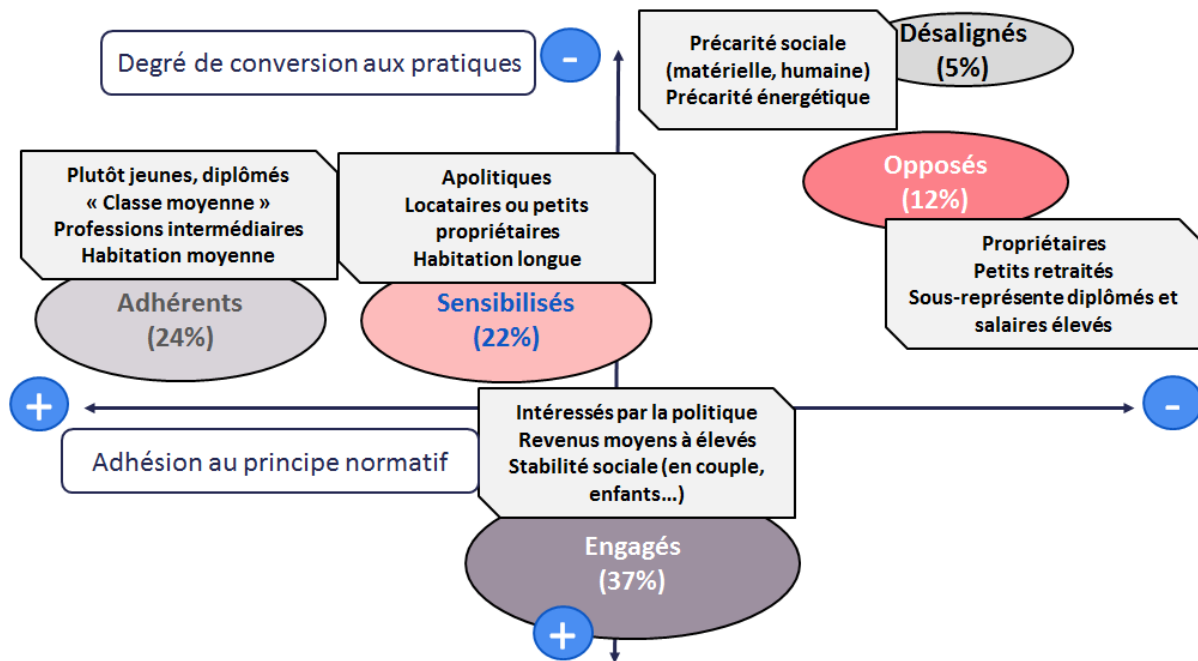 Degré de conversion aux pratiques
-
Précarité sociale
(matérielle, humaine)
Précarité énergétique
Désalignés
(5%)
Plutôt jeunes, diplômés
« Classe moyenne »
Professions intermédiaires
Habitation moyenne
Adhérents
(24%)
Apolitiques
Locataires ou petits
propriétaires
Habitation longue
Sensibilisés
(22%)
Opposés
(12%)
Propriétaires
Petits retraités
Sous-représente diplômés et
salaires élevés
+
-
Adhésion au principe normatif
Intéressés par la politique
Revenus moyens à élevés
Stabilité sociale (en couple,
enfants...)
Engagés
(37%)
+